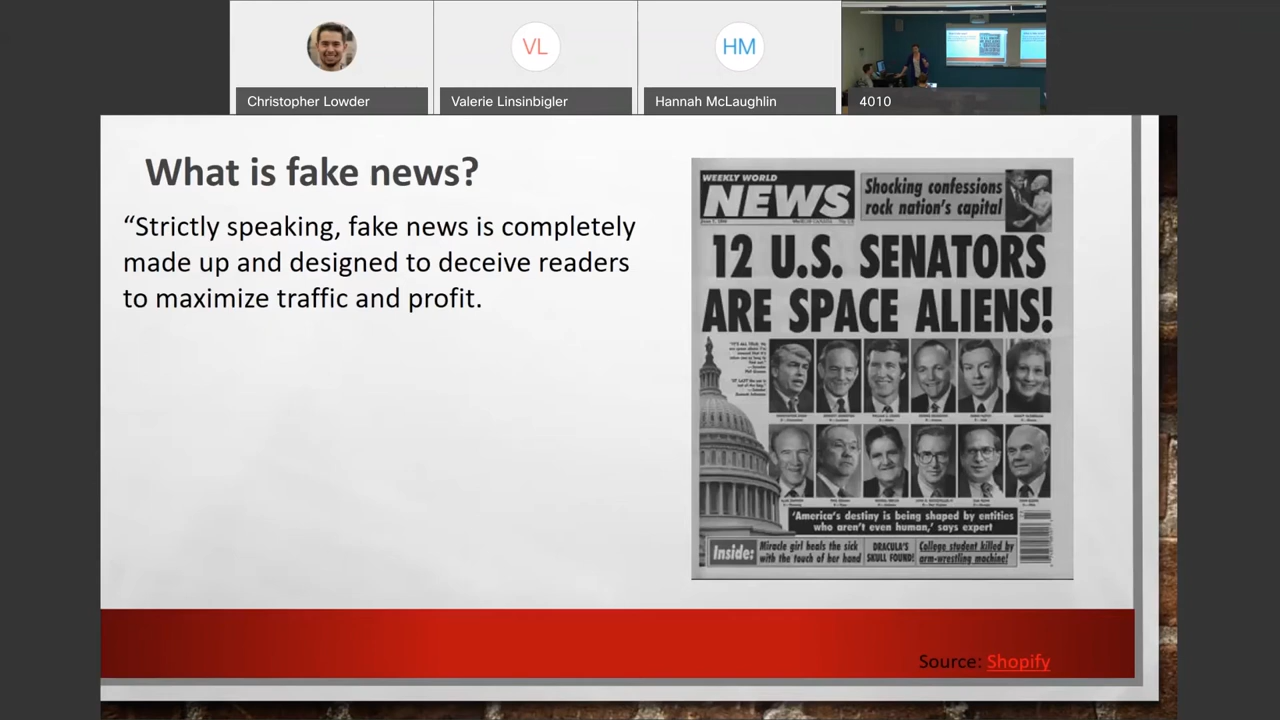 VL
HM
Christopher Lowder
Valerie Linsinbigler
Hannah McLaughlin
4010
What is fake news?
“Strictly speaking, fake news is completely
made up and designed to deceive readers
to maximize traffic and profit.
WEEKLY WORLD
NEWS
Shocking confessions
rock nation's capital
12 U.S. SENATORS
ARE SPACE ALIENS!
'America's destiny is being shaped by entities
who aren't even human,' says expert
Inside:
Miracle girl heals the sick
with the touch of her hand
DRACULA'S
SKULL FOUND!
College student killed by
arm-wrestling machine!
Source: Shopify